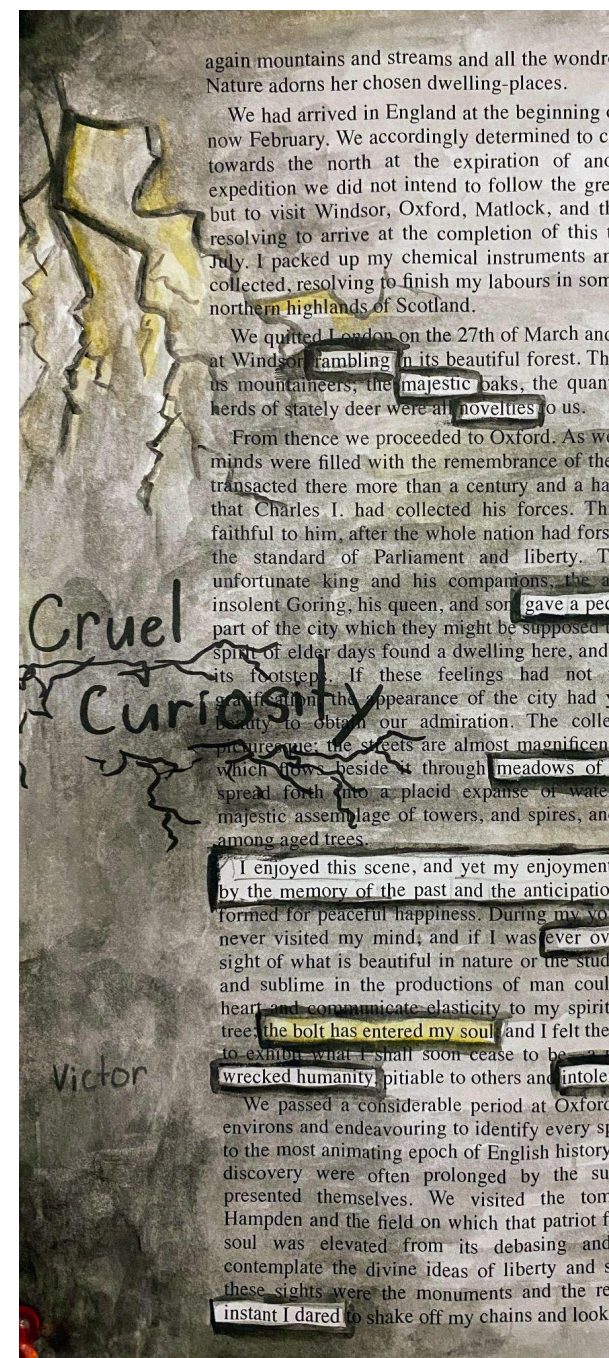 again mountains and streams and all the wondr
Nature adorns her chosen dwelling-places.
We had arrived in England at the beginning
now February. We accordingly determined to c
towards the north at the expiration of ano
expedition we did not intend to follow the gre
but to visit Windsor, Oxford, Matlock, and th
resolving to arrive at the completion of this
July. I packed up my chemical instruments an
collected, resolving to finish my labours in som
northern highlands of Scotland.
We quitted London on the 27th of March and
at Windsor rambling in its beautiful forest. Th
us mountaineers; the majestic oaks, the quan
herds of stately deer were all novelties to us.
From thence we proceeded to Oxford. As we
minds were filled with the remembrance of the
transacted there more than a century and a ha
that Charles I. had collected his forces. Thi
faithful to him, after the whole nation had fors
the standard of Parliament and liberty. T
unfortunate king and his companions, the a
insolent Goring, his queen, and son, gave a pec
part of the city which they might be supposed
spirit of elder days found a dwelling here, and
its footsteps. If these feelings had not
gratification, the appearance of the city had y
beauty to obtain our admiration. The colle
picturesque; the streets are almost magnificen
which flows beside it through meadows of
spread forth into a placid expanse of wate
majestic assemblage of towers, and spires, and
among aged trees.
I enjoyed this scene, and yet my enjoyment
by the memory of the past and the anticipatio
formed for peaceful happiness. During my yo
never visited my mind, and if I was ever ov
sight of what is beautiful in nature or the stud
and sublime in the productions of man coul
heart and communicate elasticity to my spirit
tree; the bolt has entered my soul; and I felt the
to exhibit what I shall soon cease to be—a
wrecked humanity, pitiable to others and intole
We passed a considerable period at Oxford
environs and endeavouring to identify every sp
to the most animating epoch of English history
discovery were often prolonged by the su
presented themselves. We visited the tom
Hampden and the field on which that patriot f
soul was elevated from its debasing and
contemplate the divine ideas of liberty and s
these sights were the monuments and the re
instant I dared to shake off my chains and look
Cruel
Curiosity
Victor